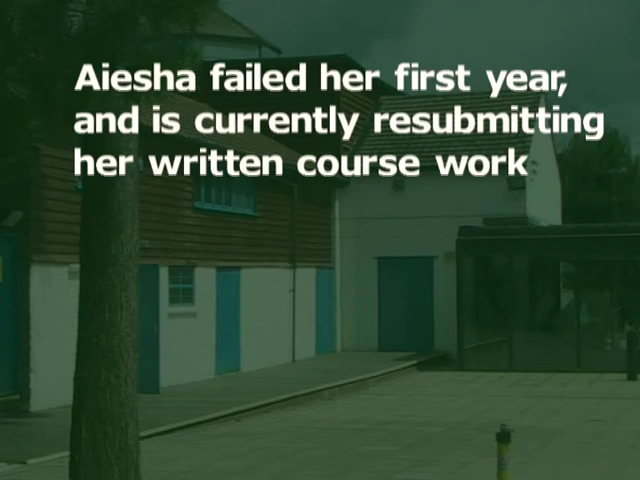 Aiesha failed her first year,
and is currently resubmitting
her written course work